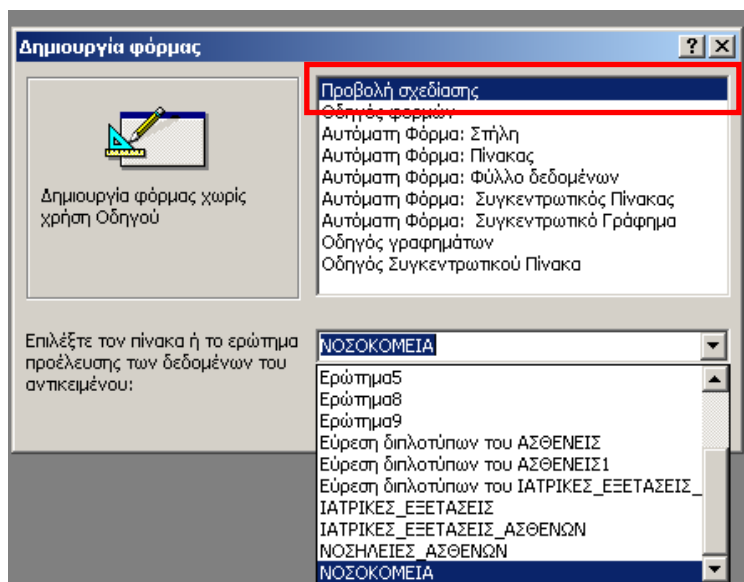 Δημιουργία φόρμας
Προβολή σχεδίασης
Οδηγός φορμών
Αυτόματη Φόρμα: Στήλη
Αυτόματη Φόρμα: Πίνακας
Αυτόματη Φόρμα: Φύλλο δεδομένων
Αυτόματη Φόρμα: Συγκεντρωτικός Πίνακας
Αυτόματη Φόρμα: Συγκεντρωτικό Γράφημα
Οδηγός γραφημάτων
Οδηγός Συγκεντρωτικού Πίνακα
Δημιουργία φόρμας χωρίς
χρήση Οδηγού
Επιλέξτε τον πίνακα ή το ερώτημα
προέλευσης των δεδομένων του
αντικειμένου:
ΝΟΣΟΚΟΜΕΙΑ
Ερώτημα5
Ερώτημα8
Ερώτημα9
Εύρεση διπλοτύπων του ΑΣΘΕΝΕΙΣ
Εύρεση διπλοτύπων του ΑΣΘΕΝΕΙΣ1
Εύρεση διπλοτύπων του ΙΑΤΡΙΚΕΣ_ΕΞΕΤΑΣΕΙΣ_
ΙΑΤΡΙΚΕΣ_ΕΞΕΤΑΣΕΙΣ
ΙΑΤΡΙΚΕΣ_ΕΞΕΤΑΣΕΙΣ_ΑΣΘΕΝΩΝ
ΝΟΣΗΛΕΙΕΣ_ΑΣΘΕΝΩΝ
ΝΟΣΟΚΟΜΕΙΑ